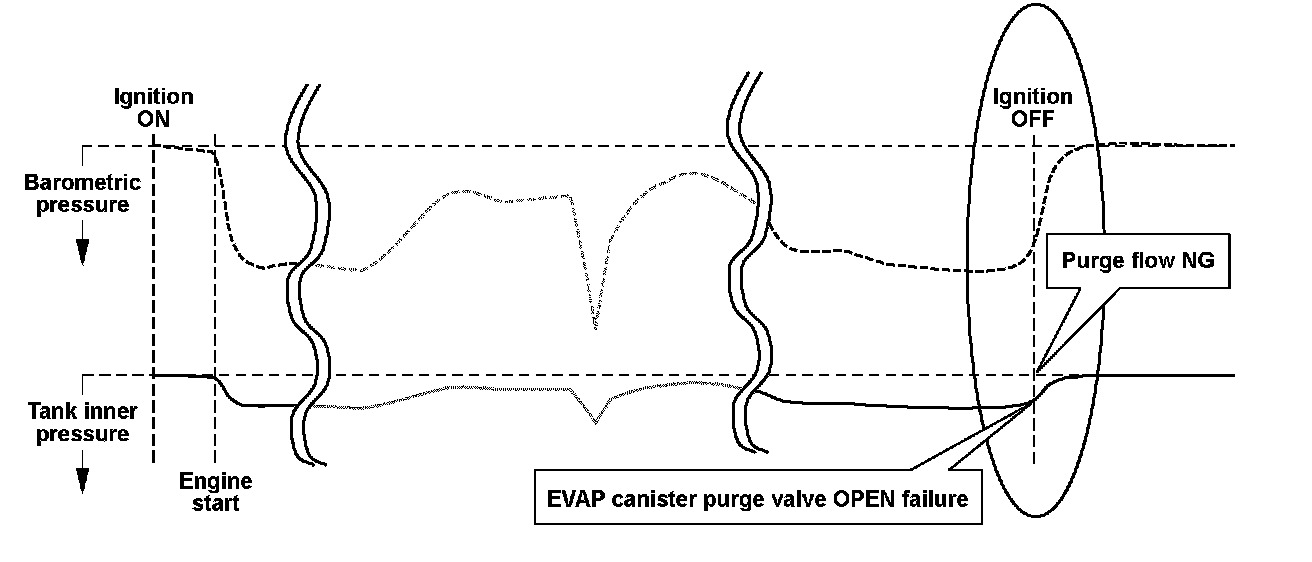 Ignition
ON
Ignition
OFF
Barometric
pressure
Purge flow NG
Tank inner
pressure
Engine
start
EVAP canister purge valve OPEN failure